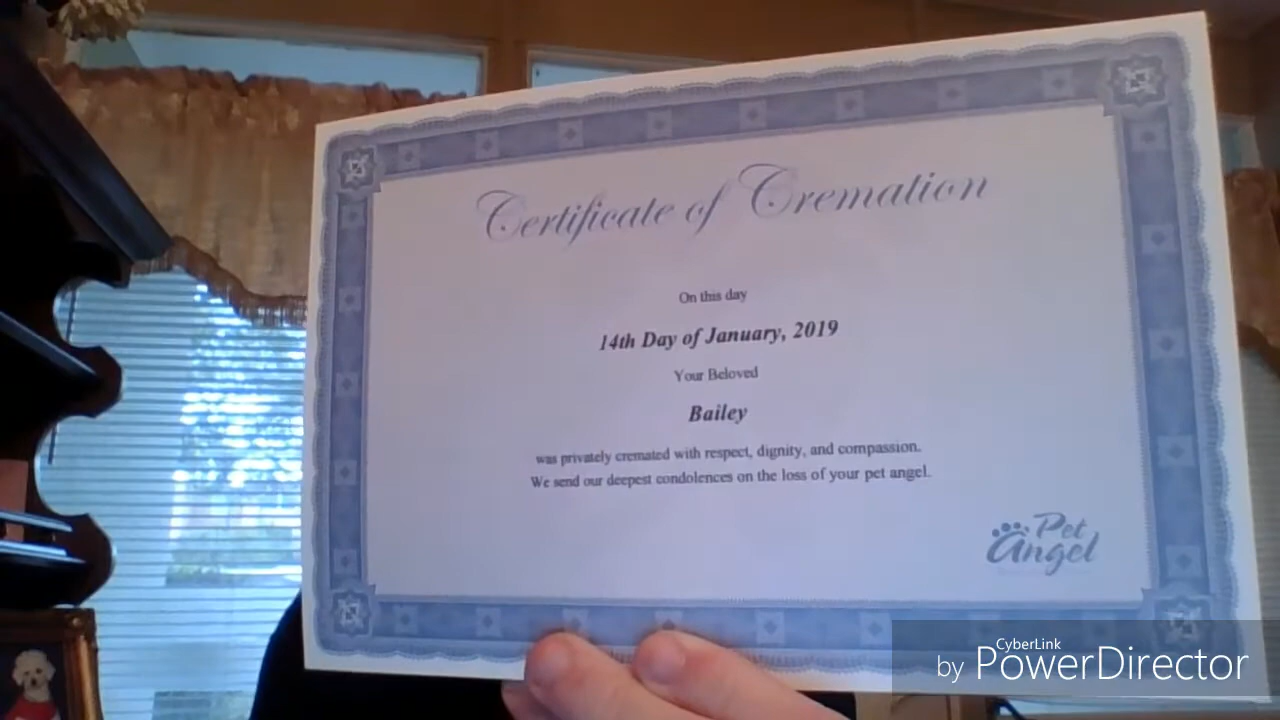 Certificate of Cremation
On this day
14th Day of January, 2019
Your Beloved
Bailey
was privately cremated with respect, dignity, and compassion.
We send our deepest condolences on the loss of your pet angel.
Pet
Angel
CyberLink
by PowerDirector